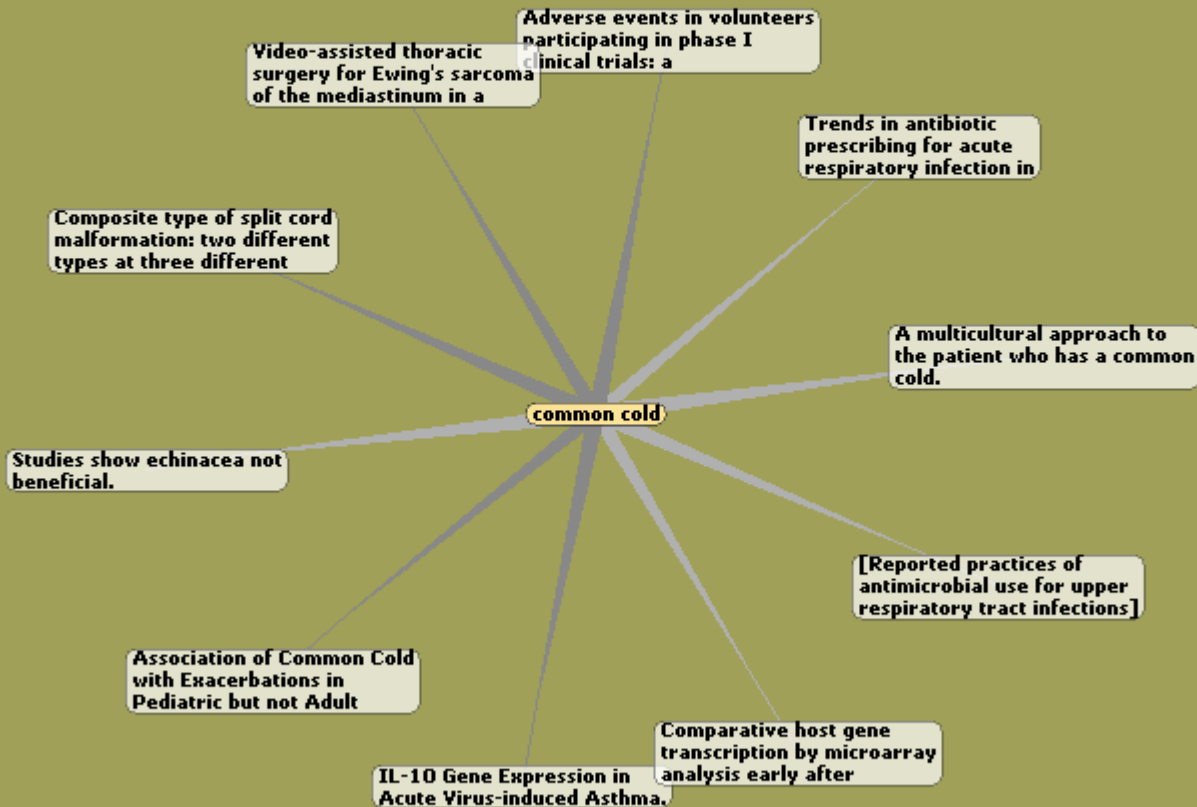 Adverse events in volunteers
participating in phase I
clinical trials: a
Video-assisted thoracic
surgery for Ewing's sarcoma
of the mediastinum in a
Trends in antibiotic
prescribing for acute
respiratory infection in
Composite type of split cord
malformation: two different
types at three different
A multicultural approach to
the patient who has a common
cold.
common cold
Studies show echinacea not
beneficial.
[Reported practices of
antimicrobial use for upper
respiratory tract infections]
Association of Common Cold
with Exacerbations in
Pediatric but not Adult
Comparative host gene
transcription by microarray
analysis early after
IL-10 Gene Expression in
Acute Virus-induced Asthma.